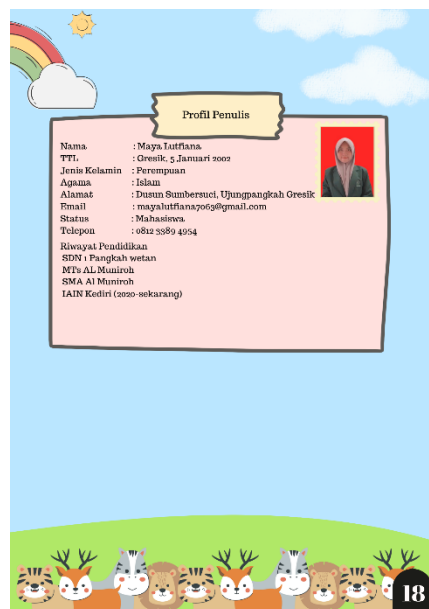 Profil Penulis
Nama : Maya Lutfiana
TTL : Gresik, 5 Januari 2002
Jenis Kelamin : Perempuan
Agama : Islam
Alamat : Dusun Sumbersuci, Ujungpangkah Gresik
Email : mayalutfiana7063@gmail.com
Status : Mahasiswa
Telepon : 0812 3389 4954
Riwayat Pendidikan
SDN 1 Pangkah wetan
MTs AL Muniroh
SMA Al Muniroh
IAIN Kediri (2020-sekarang)
18